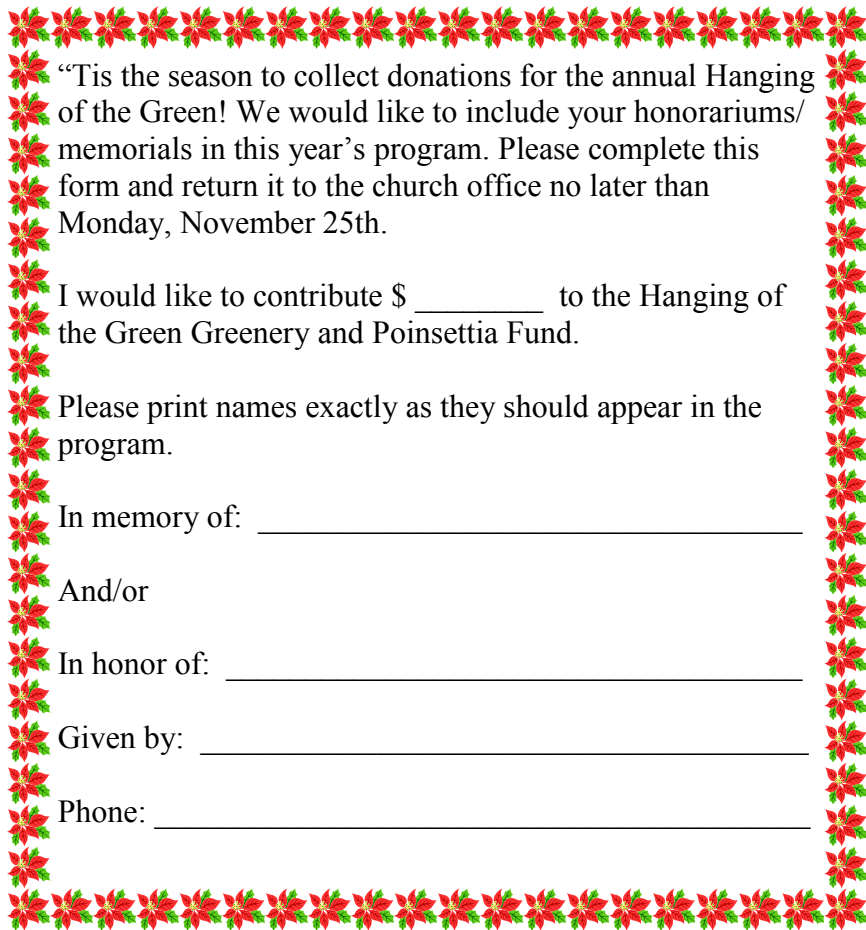 “Tis the season to collect donations for the annual Hanging
of the Green! We would like to include your honorariums/
memorials in this year’s program. Please complete this
form and return it to the church office no later than
Monday, November 25th.
I would like to contribute $ ________ to the Hanging of
the Green Greenery and Poinsettia Fund.
Please print names exactly as they should appear in the
program.
In memory of: __________________________________
And/or
In honor of: ____________________________________
Given by: ______________________________________
Phone: _________________________________________